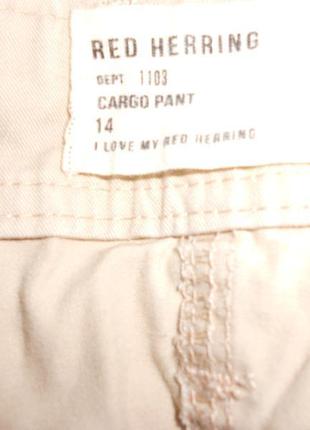 RED HERRING
DEPT 1103
CARGO PANT
14
I LOVE MY RED HERRING